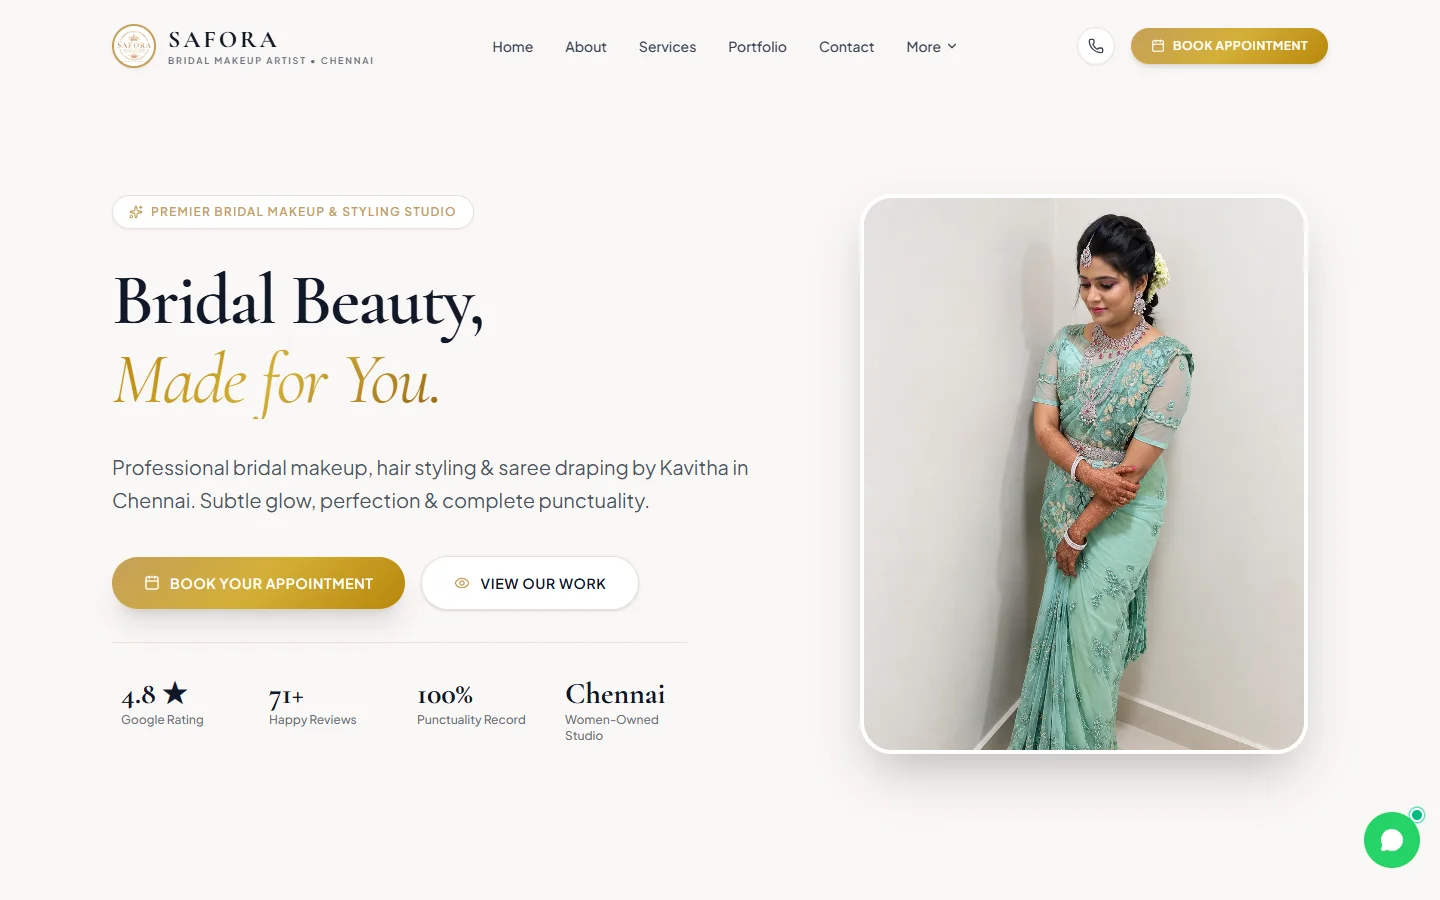 SAFORA
SAFORA
BRIDAL MAKEUP ARTIST • CHENNAI
Home
About
Services
Portfolio
Contact
More
BOOK APPOINTMENT
PREMIER BRIDAL MAKEUP & STYLING STUDIO
Bridal Beauty,
Made for You.
Professional bridal makeup, hair styling & saree draping by Kavitha in
Chennai. Subtle glow, perfection & complete punctuality.
BOOK YOUR APPOINTMENT
VIEW OUR WORK
4.8 ★
Google Rating
71+
Happy Reviews
100%
Punctuality Record
Chennai
Women-Owned
Studio